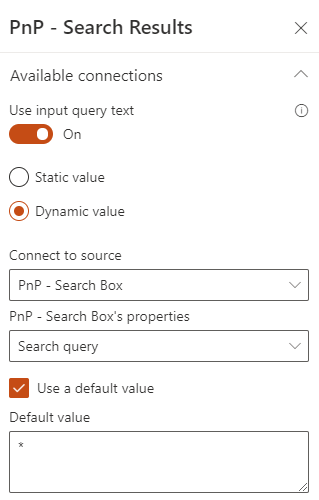 PnP - Search Results
Available connections
Use input query text
On
Static value
Dynamic value
Connect to source
PnP - Search Box
PnP - Search Box's properties
Search query
Use a default value
Default value
*